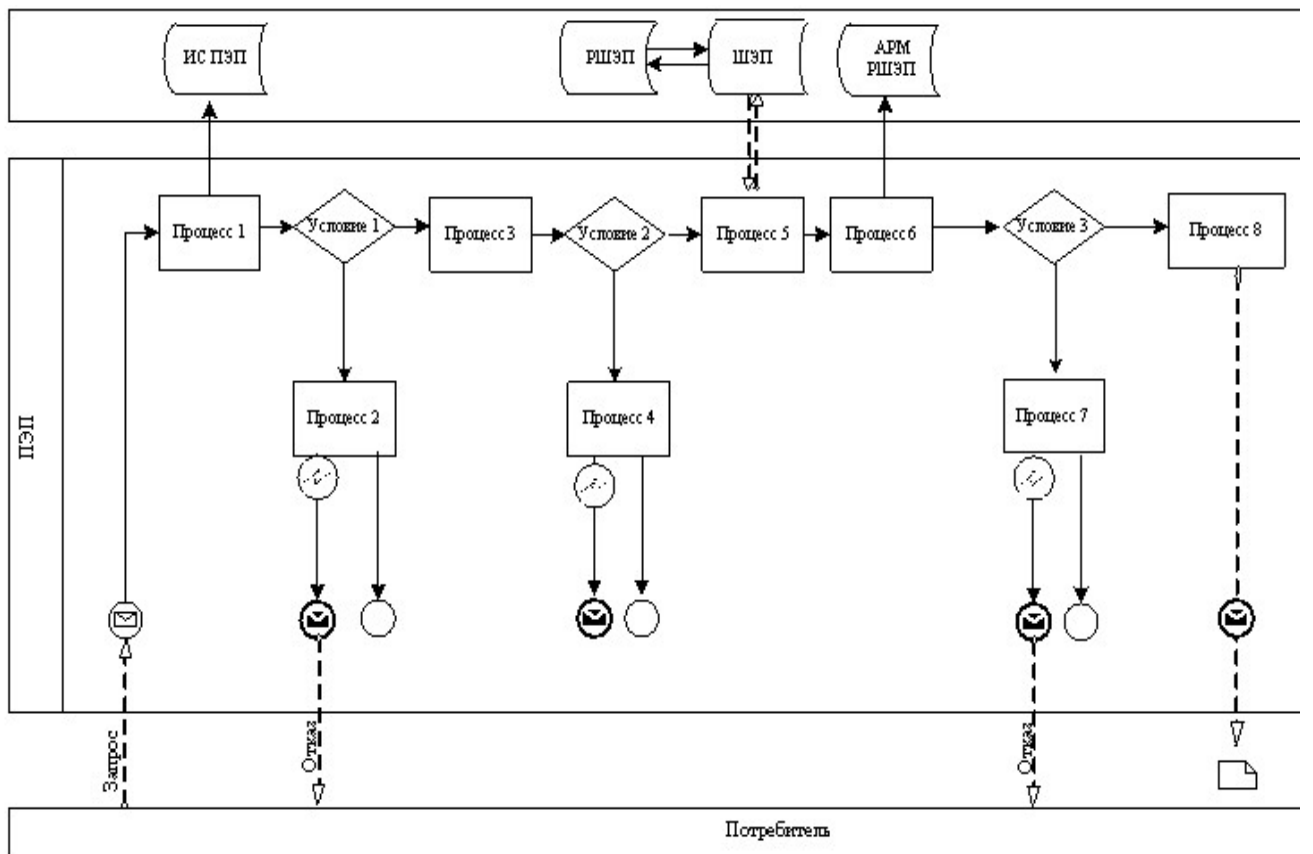 ИС ПЭП
РШЭП
ШЭП
АРМ
РШЭП
ПЭП
Процесс 1
Условие 1
Процесс 3
Условие 2
Процесс 5
Процесс 6
Условие 3
Процесс 8
Процесс 2
Процесс 4
Процесс 7
Запрос
Отказ
Отказ
Потребитель